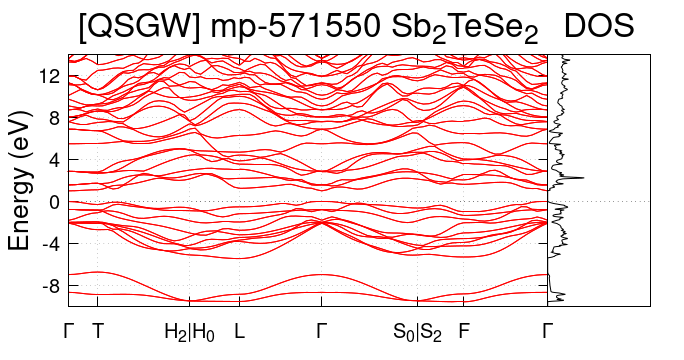 [QSGW] mp-571550 Sb₂TeSe₂ DOS
Energy (eV)
12
8
4
0
-4
-8
Γ T H₂|H₀ L Γ S₀|S₂ F Γ